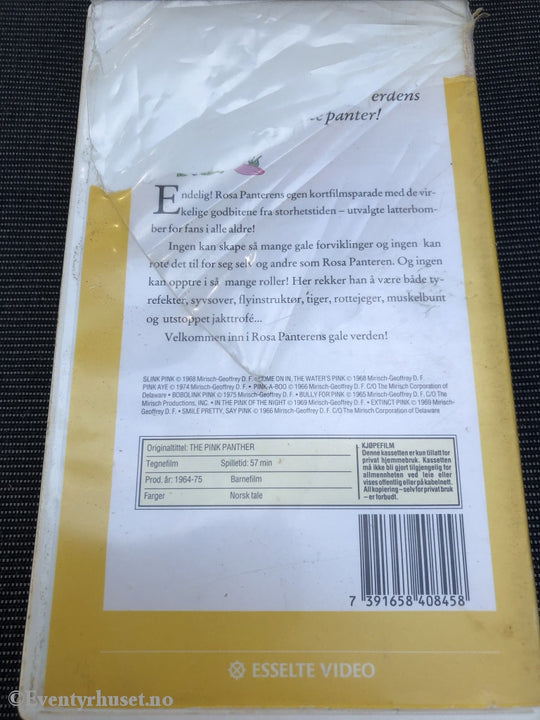 erdens
panter!
Endelig! Rosa Panterens egen kortfilmsparade med de vir-
kelige godbitene fra storhetstiden – utvalgte latterbom-
ber for fans i alle aldre!
Ingen kan skape så mange gale forviklinger og ingen kan
rote det til for seg selv og andre som Rosa Panteren. Og ingen
kan opptre i så mange roller! Her rekker han å være både ty-
refekter, syvsover, flyinstruktør, tiger, rottejeger, muskelbunt
og utstoppet jakttrofé...
Velkommen inn i Rosa Panterens gale verden!
SLINK PINK © 1968 Mirisch-Geoffrey D. F. • COME ON IN, THE WATER'S PINK © 1968 Mirisch-Geoffrey D. F.
PINK AYE © 1974 Mirisch-Geoffrey D. F. • PINK-A-BOO © 1966 Mirisch-Geoffrey D. F. C/O The Mirisch Corporation of
Delaware • BOBOLINK PINK © 1975 Mirisch-Geoffrey D. F. • BULLY FOR PINK © 1965 Mirisch-Geoffrey D. F. C/O The
Mirisch Productions, INC. • IN THE PINK OF THE NIGHT © 1969 Mirisch-Geoffrey D. F. • EXTINCT PINK © 1969 Mirisch-
Geoffrey D. F. • SMILE PRETTY, SAY PINK © 1966 Mirisch-Geoffrey D. F. C/O The Mirisch Corporation of Delaware
Originaltittel: THE PINK PANTHER
Tegnefilm Spilletid: 57 min
Prod. år: 1964-75 Barnefilm
Farger Norsk tale
KJØPEFILM
Denne kassetten er kun tillatt for
privat hjemmebruk. Kassetten
må ikke bli gjort tilgjengelig for
allmennheten ved leie eller
vises offentlig eller på kabelnett.
All kopiering – selv for privat bruk
– er forbudt.
7 391658 408458
ESSELTE VIDEO
©Eventyrhuset.no